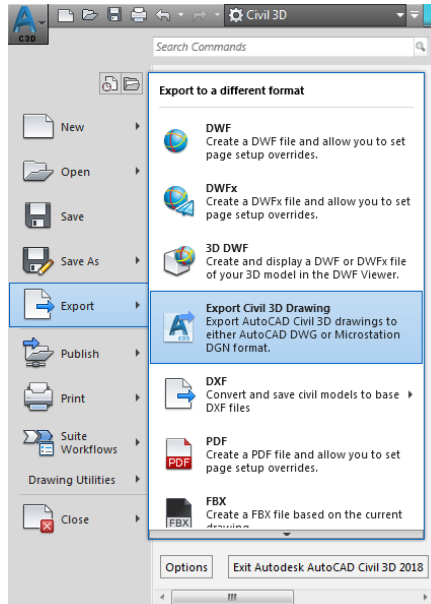 Civil 3D
C3D
Search Commands
Export to a different format
New
Open
Save
Save As
Export
Publish
Print
Suite
Workflows
Drawing Utilities
Close
DWF
Create a DWF file and allow you to set
page setup overrides.
DWFx
Create a DWFx file and allow you to set
page setup overrides.
3D DWF
Create and display a DWF or DWFx file
of your 3D model in the DWF Viewer.
Export Civil 3D Drawing
Export AutoCAD Civil 3D drawings to
either AutoCAD DWG or Microstation
DGN format.
DXF
Convert and save civil models to base
DXF files
PDF
PDF
Create a PDF file and allow you to set
page setup overrides.
FBX
FBX
Create a FBX file based on the current
drawing
Options
Exit Autodesk AutoCAD Civil 3D 2018